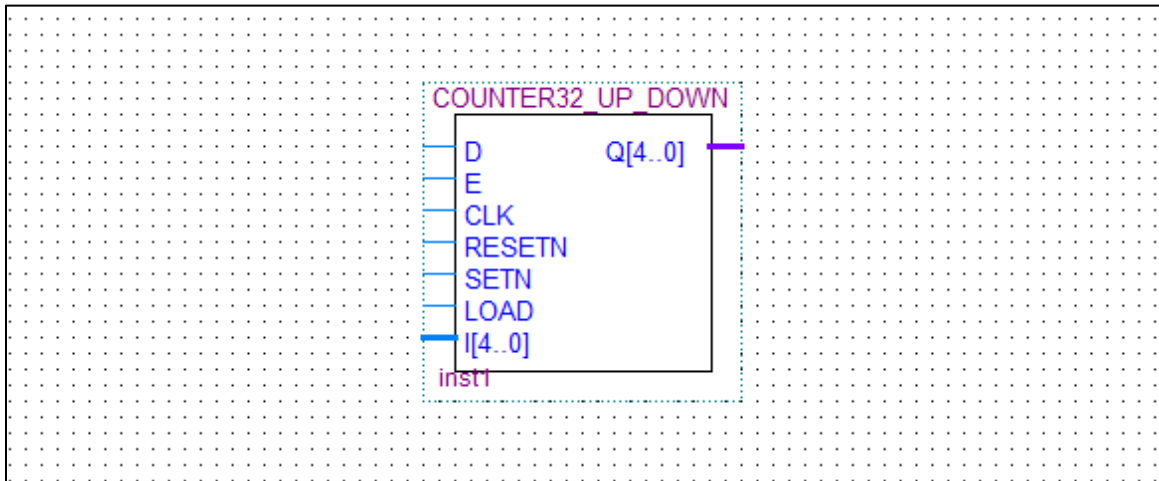 COUNTER32_UP_DOWN
D Q[4..0]
E
CLK
RESETN
SETN
LOAD
I[4..0]
inst1